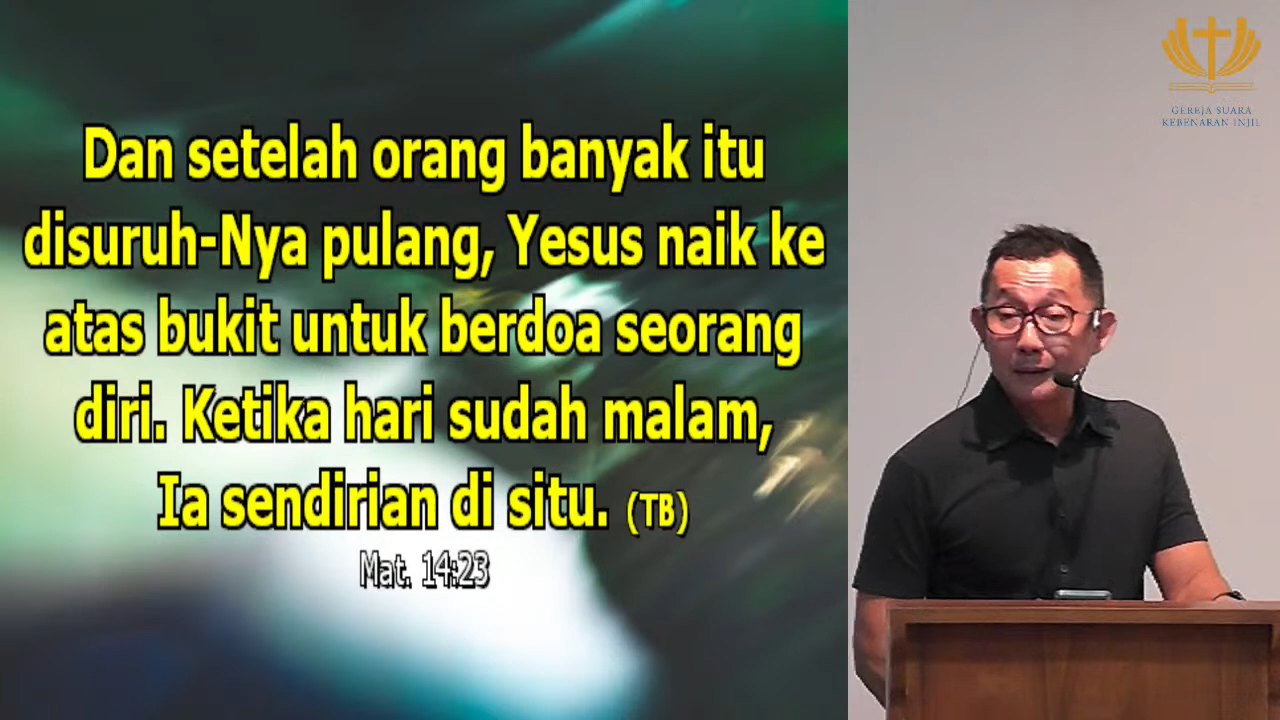 Dan setelah orang banyak itu
disuruh-Nya pulang, Yesus naik ke
atas bukit untuk berdoa seorang
diri. Ketika hari sudah malam,
Ia sendirian di situ. (TB)
Mat. 14:23
GEREJA SUARA
KEBENARAN INJIL